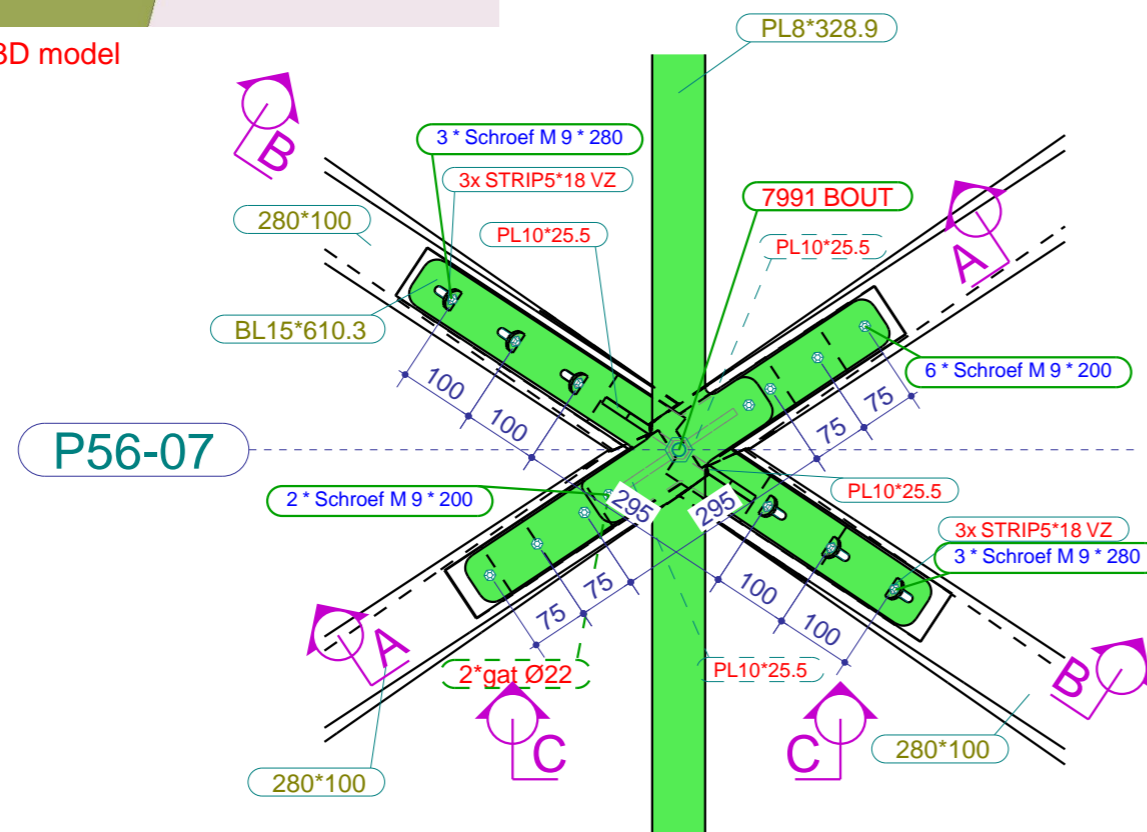 PL8*328.9
3D model
3 * Schroef M 9 * 280
B
3x STRIP5*18 VZ
7991 BOUT
280*100
PL10*25.5
PL10*25.5
A
BL15*610.3
6 * Schroef M 9 * 200
100
75
100
75
P56-07
2 * Schroef M 9 * 200
295
295
PL10*25.5
3x STRIP5*18 VZ
3 * Schroef M 9 * 280
75
75
100
100
A
2*gat Ø22
PL10*25.5
B
C
C
280*100
280*100